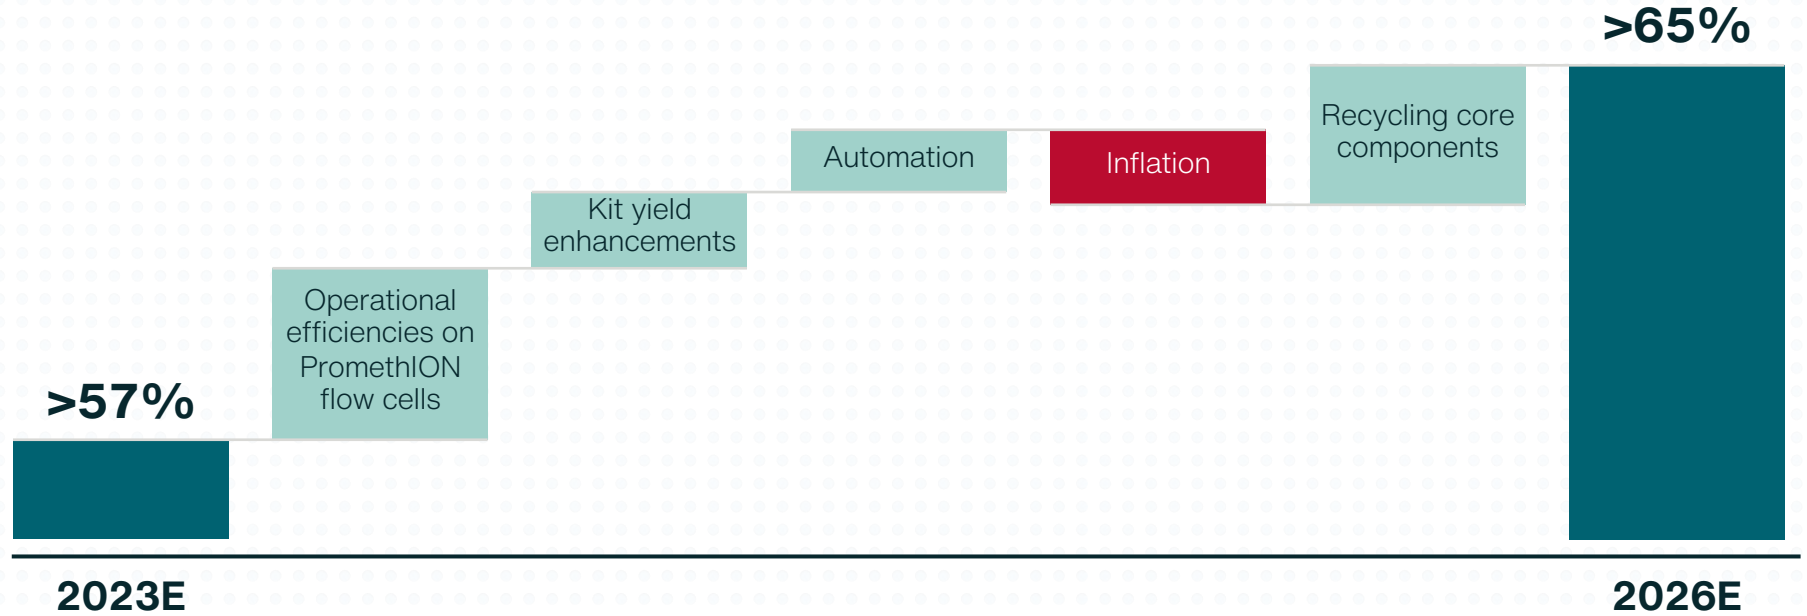 >57%
Operational
efficiencies on
PromethION
flow cells
Kit yield
enhancements
Automation
Inflation
Recycling core
components
>65%
2023E
2026E